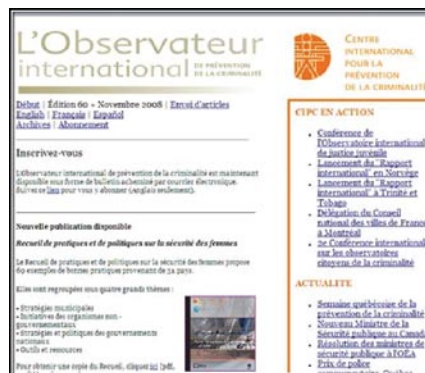 L'Observateur
international DE PRÉVENTION
DE LA CRIMINALITÉ
Début | Édition 60 - Novembre 2008 | Envoi d'articles
English | Français | Español
Archives | Abonnement
Inscrivez-vous
L'Observateur international de prévention de la criminalité est maintenant
disponible sous forme de bulletin acheminé par courrier électronique.
Suivez ce lien pour vous y abonner (Anglais seulement).
Nouvelle publication disponible
Recueil de pratiques et de politiques sur la sécurité des femmes
Le Recueil de pratiques et de politiques sur la sécurité des femmes propose
60 exemples de bonnes pratiques provenant de 32 pays.
Elles sont regroupées sous quatre grands thèmes :
- Stratégies municipales
- Initiatives des organismes non-
gouvernementaux
- Stratégies et politiques des gouvernements
nationaux
- Outils et ressources
Pour obtenir une copie du Recueil, cliquez ici (pdf,
CENTRE
INTERNATIONAL
POUR LA
PRÉVENTION
DE LA CRIMINALITÉ
CIPC EN ACTION
Conférence de
l'Observatoire international
de justice juvénile
Lancement du "Rapport
international" en Norvège
Lancement du "Rapport
international" à Trinité et
Tobago
Délégation du Conseil
national des villes de France
à Montréal
2e Conférence internationale
sur les observatoires
citoyens de la criminalité
ACTUALITE
Semaine québécoise de la
prévention de la criminalité
Nouveau Ministre de la
Sécurité publique au Canada
Résolution des ministres de
sécurité publique à l'OEA
Prix de police